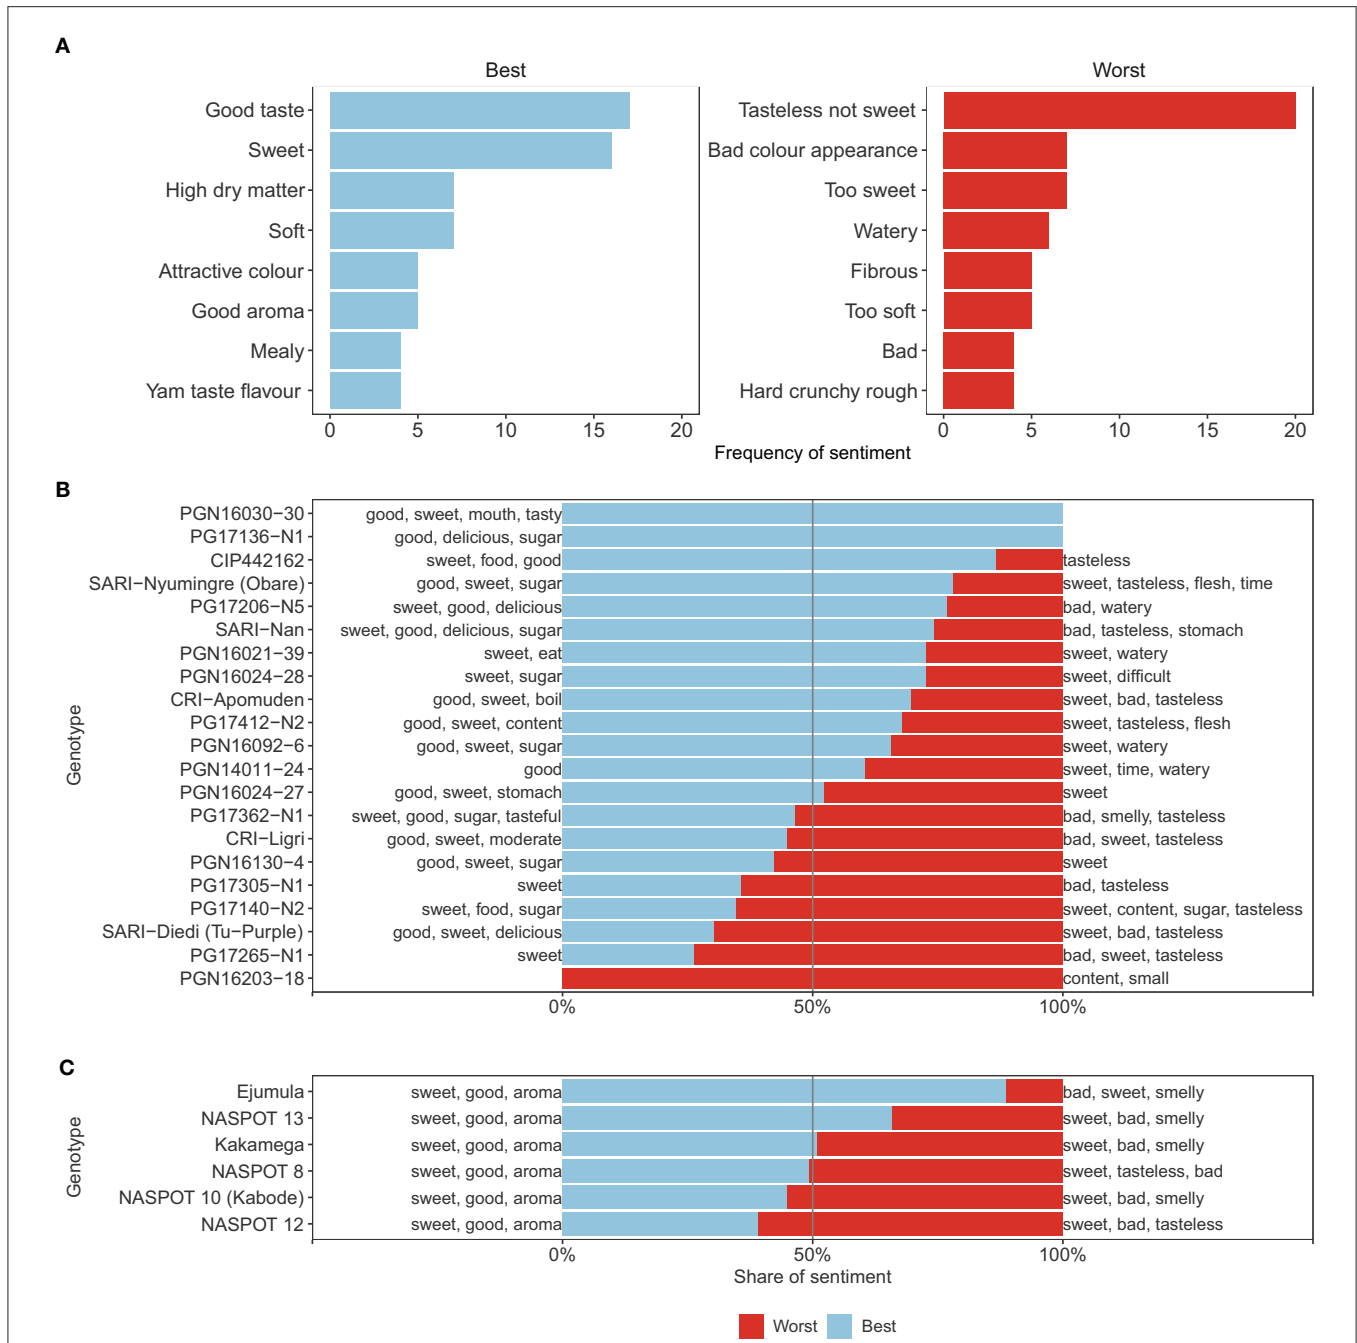 A
Best
Worst
Good taste
Sweet
High dry matter
Soft
Attractive colour
Good aroma
Mealy
Yam taste flavour
0 5 10 15 20
Tasteless not sweet
Bad colour appearance
Too sweet
Watery
Fibrous
Too soft
Bad
Hard crunchy rough
0 5 10 15 20
Frequency of sentiment
B
Genotype
PGN16030−30 good, sweet, mouth, tasty
PG17136−N1 good, delicious, sugar
CIP442162 sweet, food, good tasteless
SARI−Nyumingre (Obare) good, sweet, sugar sweet, tasteless, flesh, time
PG17206−N5 sweet, good, delicious bad, watery
SARI−Nan sweet, good, delicious, sugar bad, tasteless, stomach
PGN16021−39 sweet, eat sweet, watery
PGN16024−28 sweet, sugar sweet, difficult
CRI−Apomuden good, sweet, boil sweet, bad, tasteless
PG17412−N2 good, sweet, content sweet, tasteless, flesh
PGN16092−6 good, sweet, sugar sweet, watery
PGN14011−24 good sweet, time, watery
PGN16024−27 good, sweet, stomach sweet
PG17362−N1 sweet, good, sugar, tasteful bad, smelly, tasteless
CRI−Ligri good, sweet, moderate bad, sweet, tasteless
PGN16130−4 good, sweet, sugar sweet
PG17305−N1 sweet bad, tasteless
PG17140−N2 sweet, food, sugar sweet, content, sugar, tasteless
SARI−Diedi (Tu−Purple) good, sweet, delicious sweet, bad, tasteless
PG17265−N1 sweet bad, sweet, tasteless
PGN16203−18 content, small
0% 50% 100%
C
Genotype
Ejumula sweet, good, aroma bad, sweet, smelly
NASPOT 13 sweet, good, aroma sweet, bad, smelly
Kakamega sweet, good, aroma sweet, bad, smelly
NASPOT 8 sweet, good, aroma sweet, tasteless, bad
NASPOT 10 (Kabode) sweet, good, aroma sweet, bad, smelly
NASPOT 12 sweet, good, aroma sweet, bad, tasteless
0% 50% 100%
Share of sentiment
Worst Best